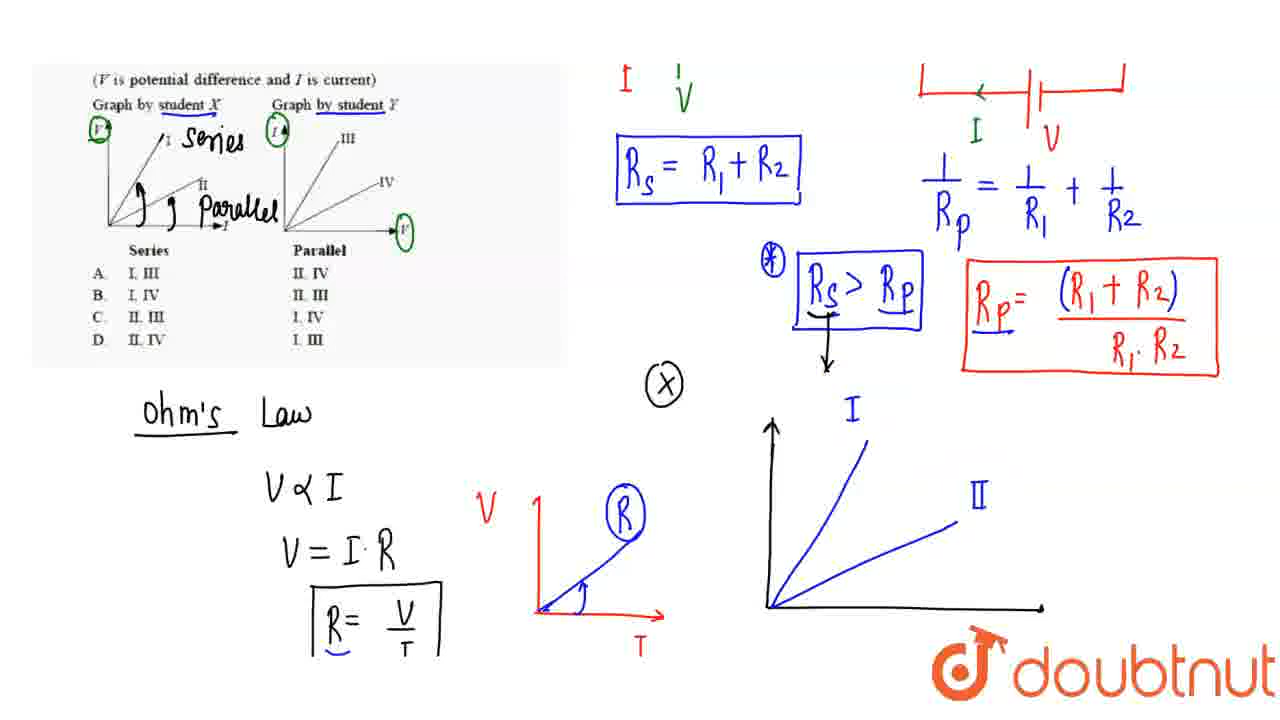 (V is potential difference and I is current)
Graph by student X Graph by student Y
V I series
II Parallel
I
I III
IV
V
Series Parallel
A. I, III II, IV
B. I, IV II, III
C. II, III I, IV
D. II, IV I, III
I V
Rs = R1 + R2
I V
1/Rp = 1/R1 + 1/R2
* Rs > Rp
Rp = (R1 + R2)/R1.R2
Ohm's Law
V ∝ I
V = I.R
R = V/I
V R
I
X
I
II
doubtnut